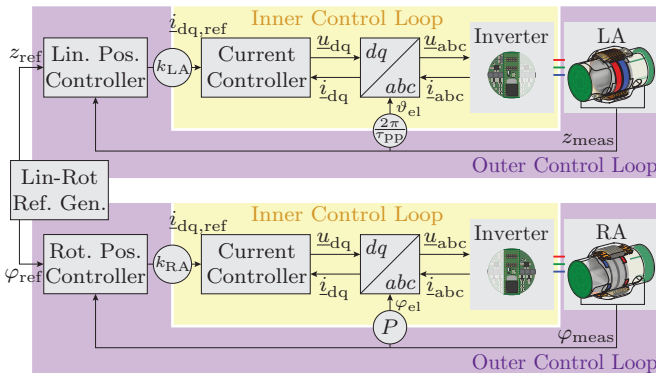 i_dq,ref
Inner Control Loop
z_ref
Lin. Pos.
Controller
k_LA
Current
Controller
u_dq
i_dq
dq
abc
u_abc
i_abc
Inverter
LA
ϑ_el
2π
τ_pp
z_meas
Outer Control Loop
Lin-Rot
Ref. Gen.
i_dq,ref
Inner Control Loop
φ_ref
Rot. Pos.
Controller
k_RA
Current
Controller
u_dq
i_dq
dq
abc
u_abc
i_abc
Inverter
RA
φ_el
P
φ_meas
Outer Control Loop